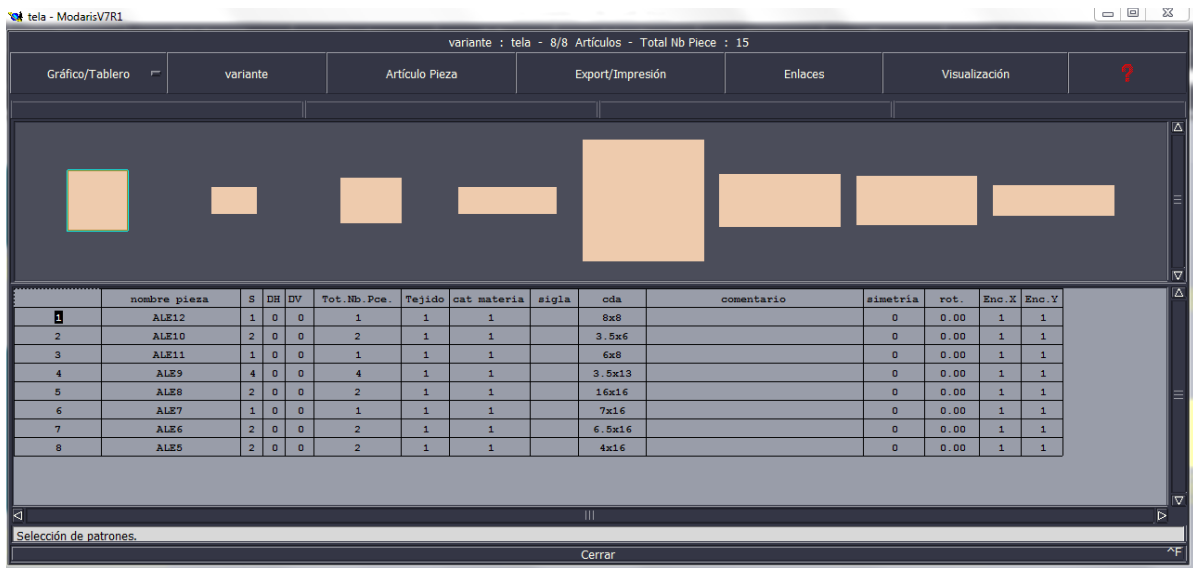 tela - ModarisV7R1
variante : tela - 8/8 Artículos - Total Nb Piece : 15
Gráfico/Tablero variante Artículo Pieza Export/Impresión Enlaces Visualización ?
nombre pieza S DH DV Tot.Nb.Pce. Tejido cat materia sigla cda comentario simetría rot. Enc.X Enc.Y
1 ALE12 1 0 0 1 1 1 8x8 0 0.00 1 1
2 ALE10 2 0 0 2 1 1 3.5x6 0 0.00 1 1
3 ALE11 1 0 0 1 1 1 6x8 0 0.00 1 1
4 ALE9 4 0 0 4 1 1 3.5x13 0 0.00 1 1
5 ALE8 2 0 0 2 1 1 16x16 0 0.00 1 1
6 ALE7 1 0 0 1 1 1 7x16 0 0.00 1 1
7 ALE6 2 0 0 2 1 1 6.5x16 0 0.00 1 1
8 ALE5 2 0 0 2 1 1 4x16 0 0.00 1 1
Selección de patrones.
Cerrar ^F